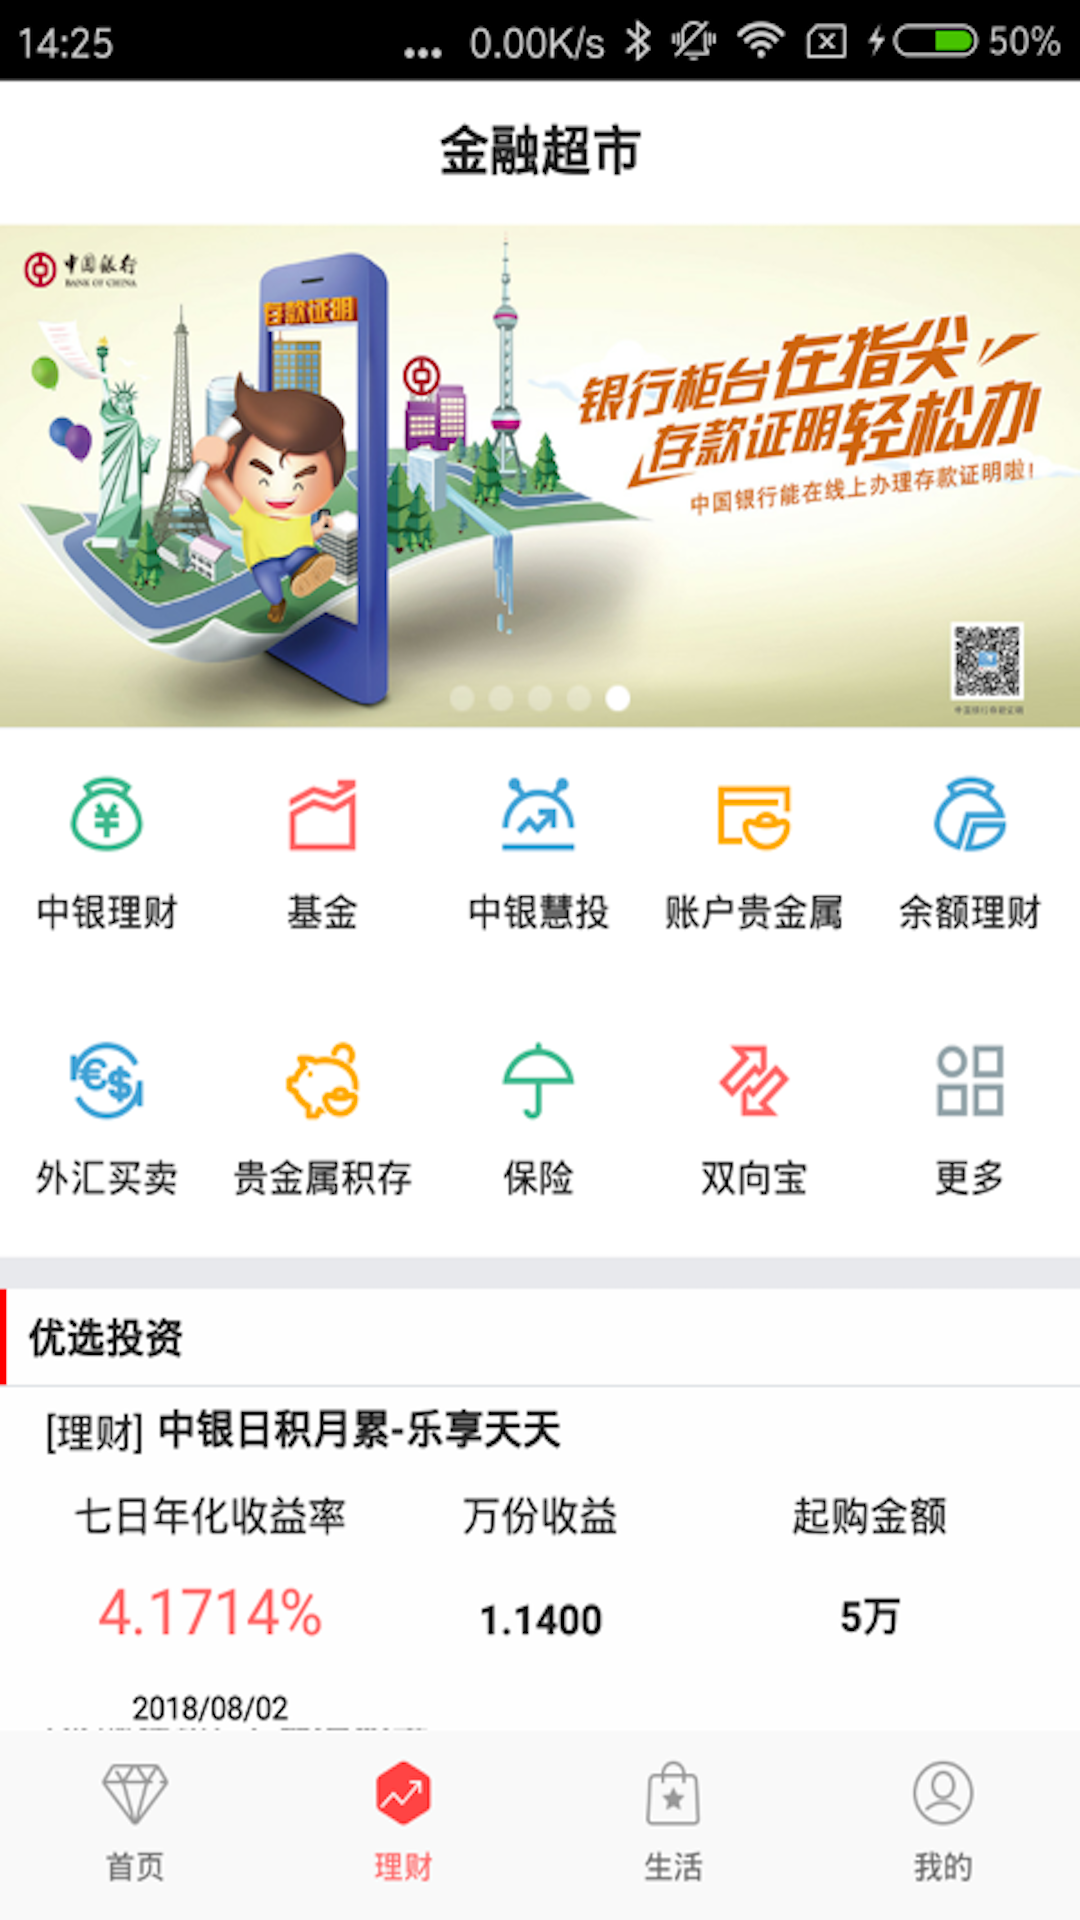 14:25 ... 0.00K/s 50%
金融超市
中国银行
BANK OF CHINA
存款证明
银行柜台在指尖
存款证明轻松办
中国银行能在线上办理存款证明啦!
中银理财 基金 中银慧投 账户贵金属 余额理财
外汇买卖 贵金属积存 保险 双向宝 更多
优选投资
[理财] 中银日积月累-乐享天天
七日年化收益率 万份收益 起购金额
4.1714% 1.1400 5万
2018/08/02
首页 理财 生活 我的